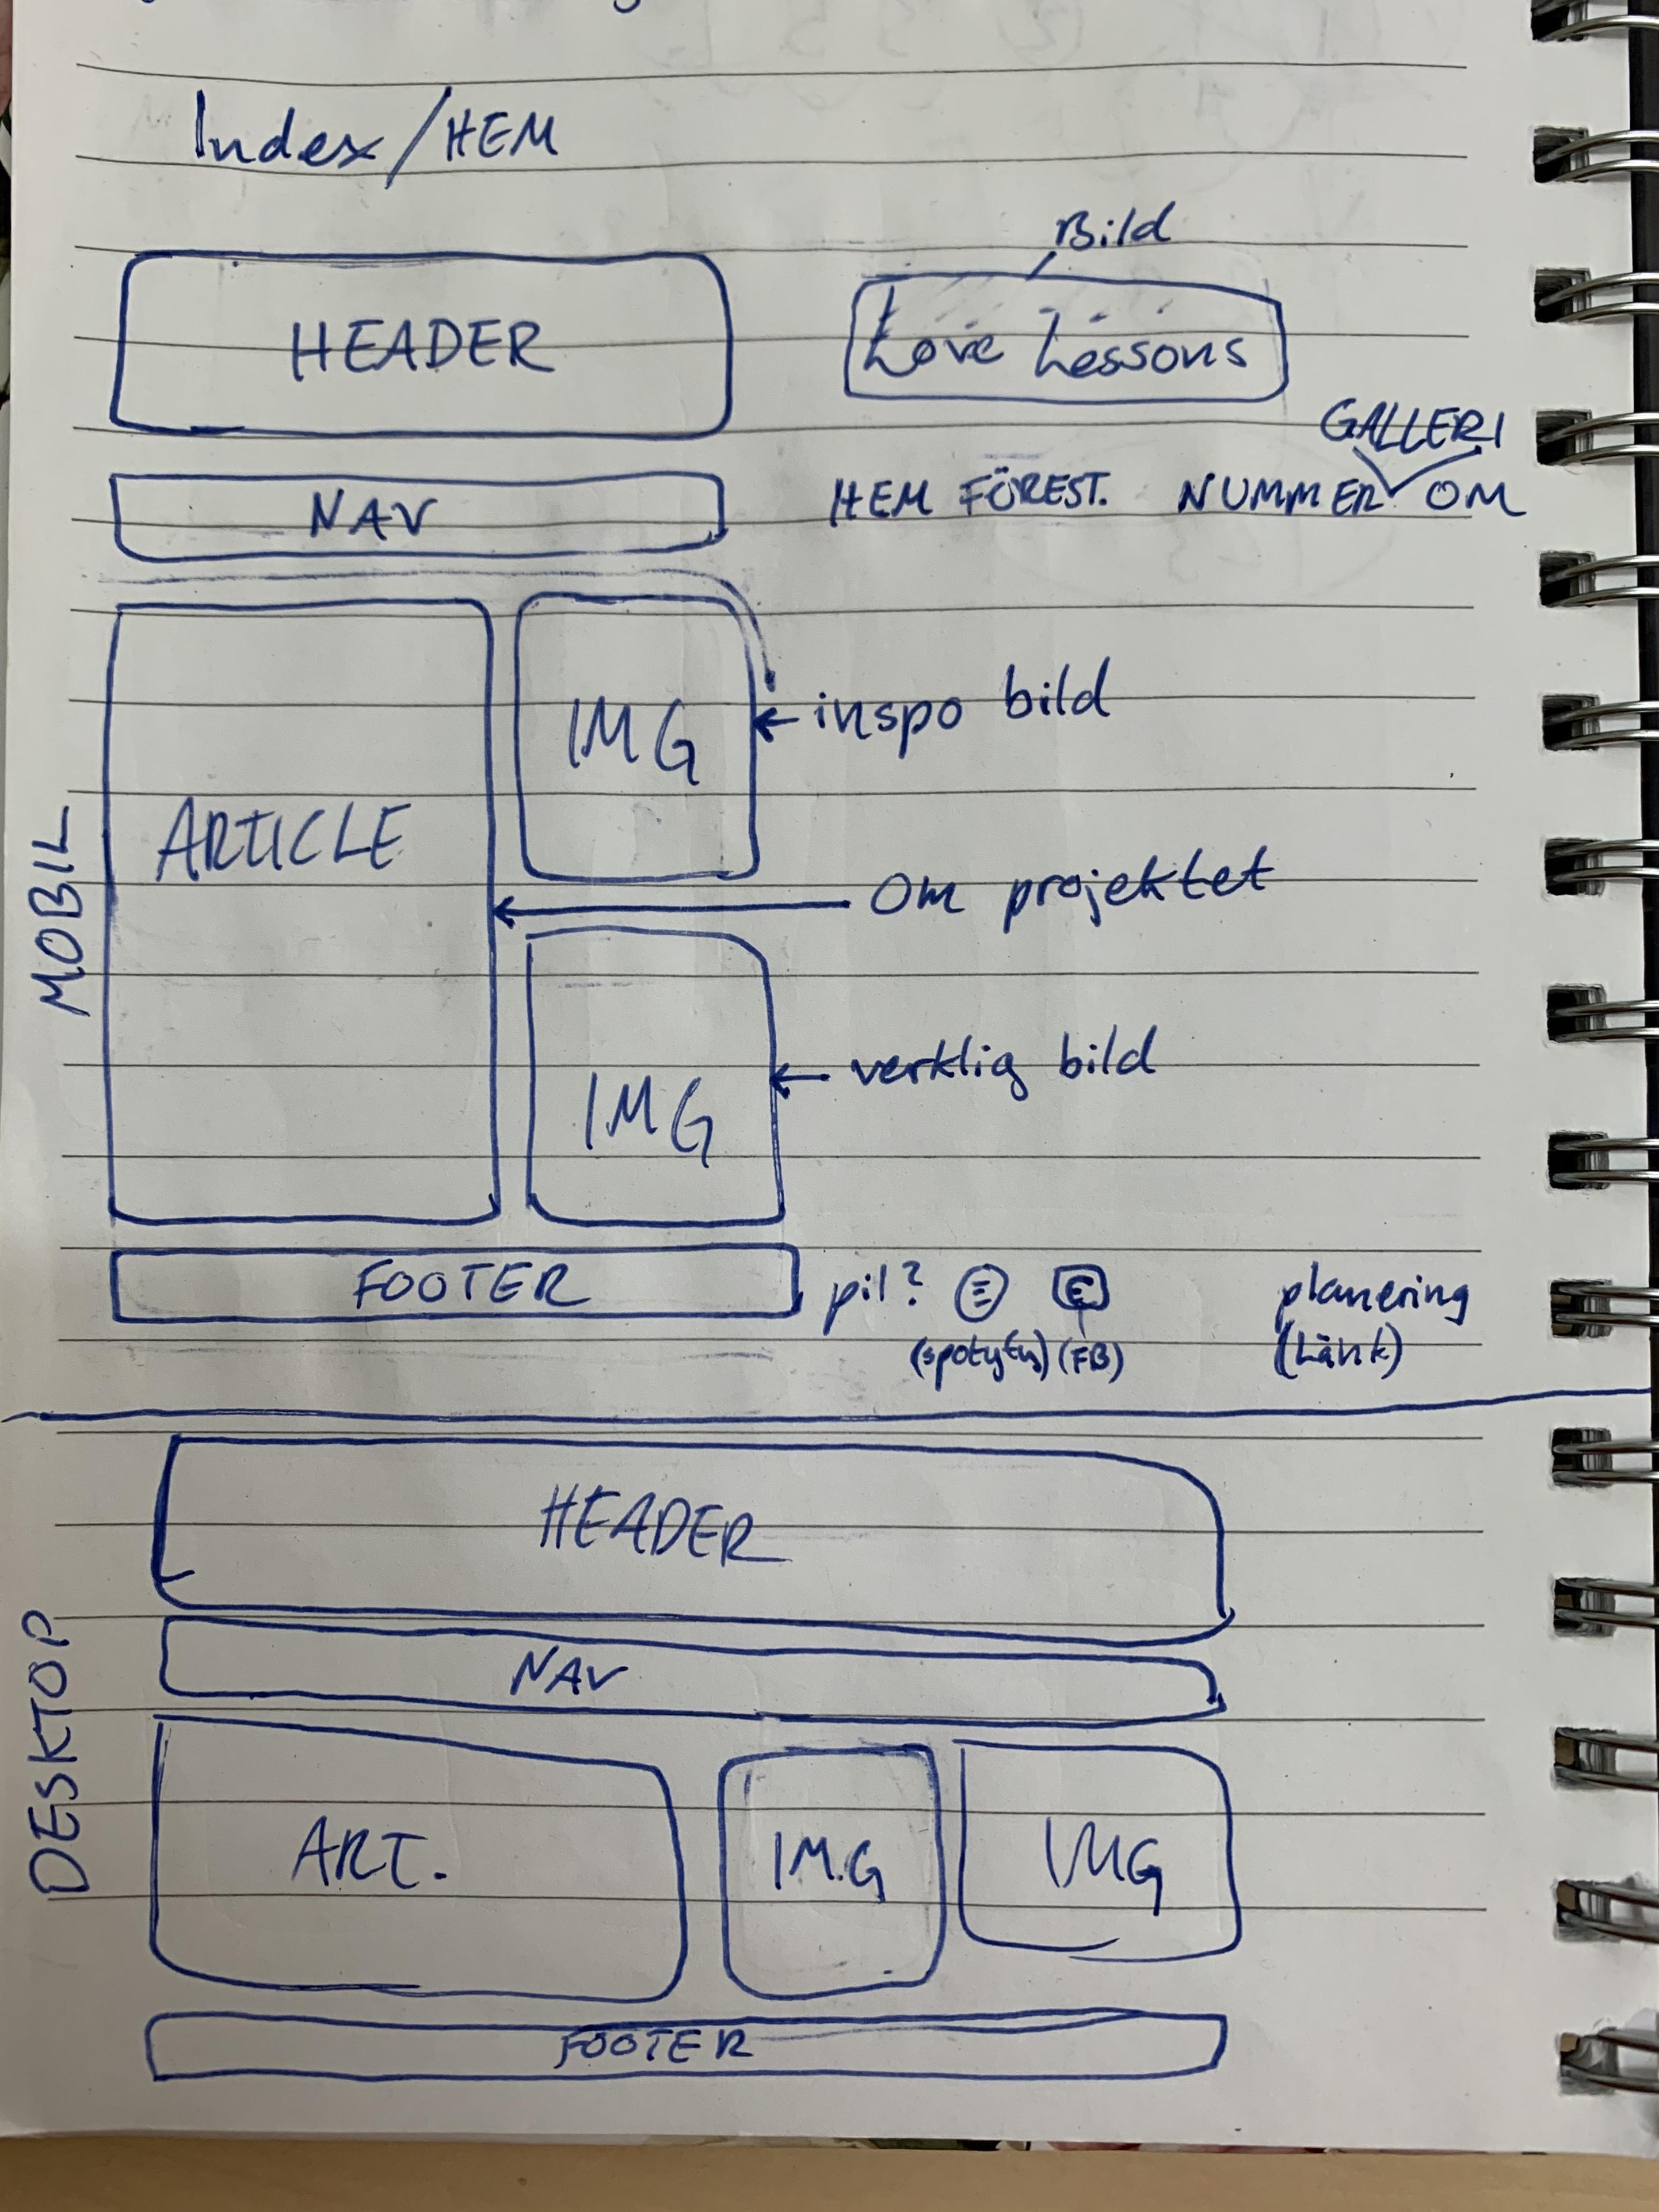 Index/HEM
Bild
HEADER
Love Lessons
GALLERI
NAV
HEM FÖREST. NUMMER OM
MOBIL
ARTICLE
IMG
inspo bild
Om projektet
IMG
verklig bild
FOOTER
pil?
planering
(spotyfy) (FB)
(Länk)
DESKTOP
HEADER
NAV
ART.
IMG
IMG
FOOTER